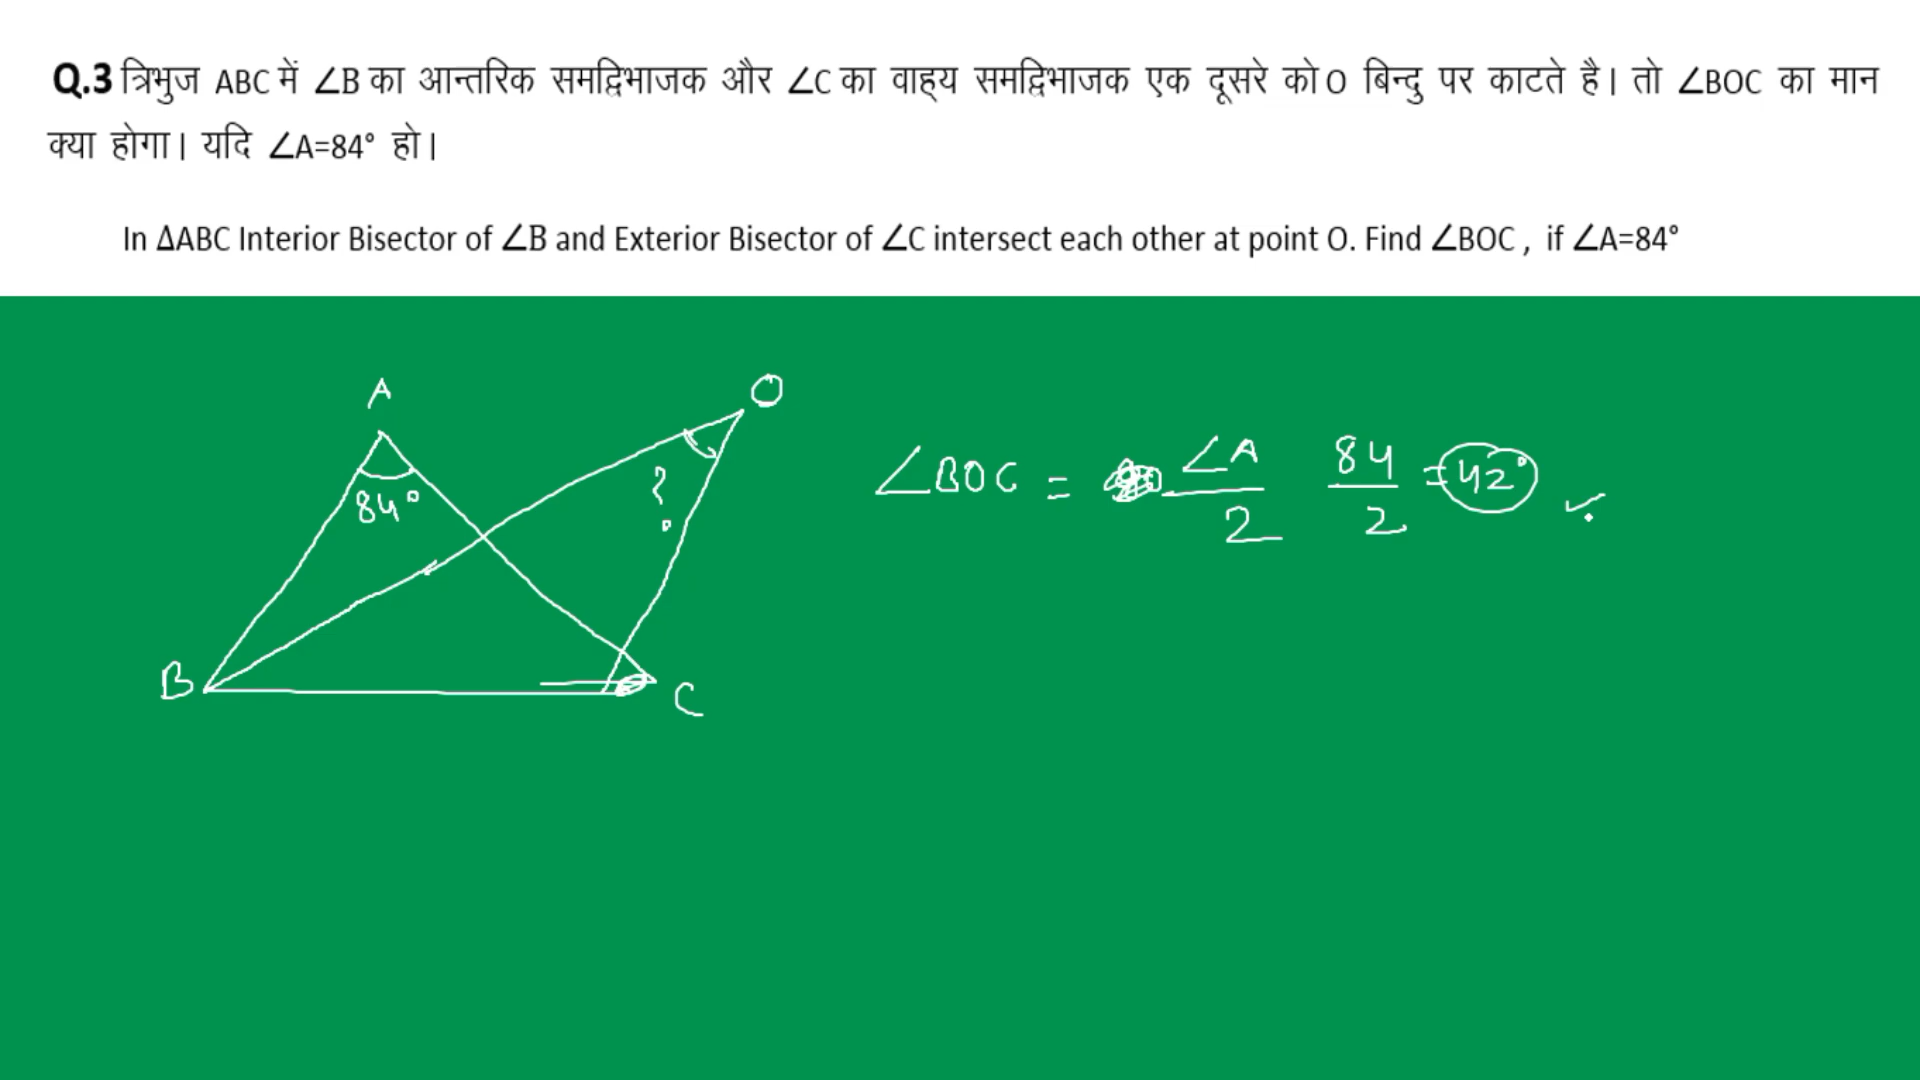 Q.3 त्रिभुज ABC में ∠B का आन्तरिक समद्विभाजक और ∠C का वाह्य समद्विभाजक एक दूसरे को O बिन्दु पर काटते है। तो ∠BOC का मान
क्या होगा। यदि ∠A=84° हो।
In ΔABC Interior Bisector of ∠B and Exterior Bisector of ∠C intersect each other at point O. Find ∠BOC , if ∠A=84°
A
O
84°
?
B
C
∠BOC = ∠A/2 84/2 = 42°